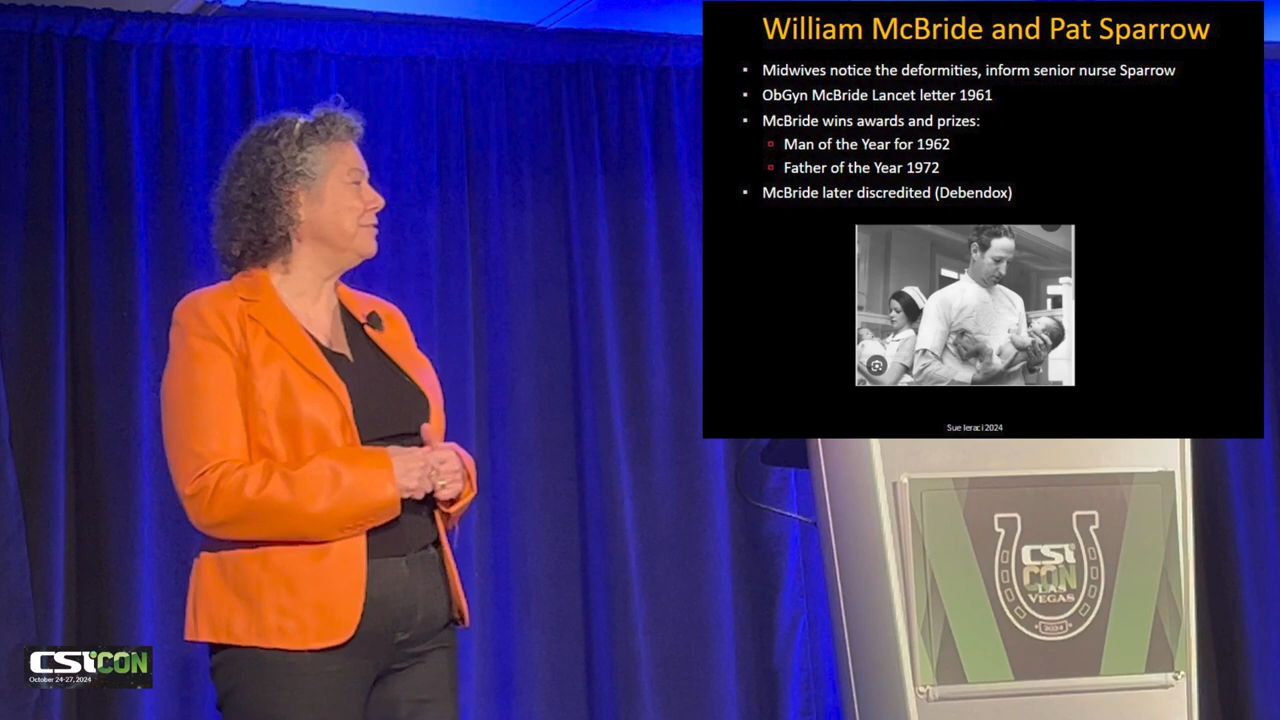 William McBride and Pat Sparrow
▪ Midwives notice the deformities, inform senior nurse Sparrow
▪ ObGyn McBride Lancet letter 1961
▪ McBride wins awards and prizes:
▫ Man of the Year for 1962
▫ Father of the Year 1972
▪ McBride later discredited (Debendox)
Sue Ieraci 2024
CSI
CON
LAS
VEGAS
2024
CSICON
October 24-27, 2024